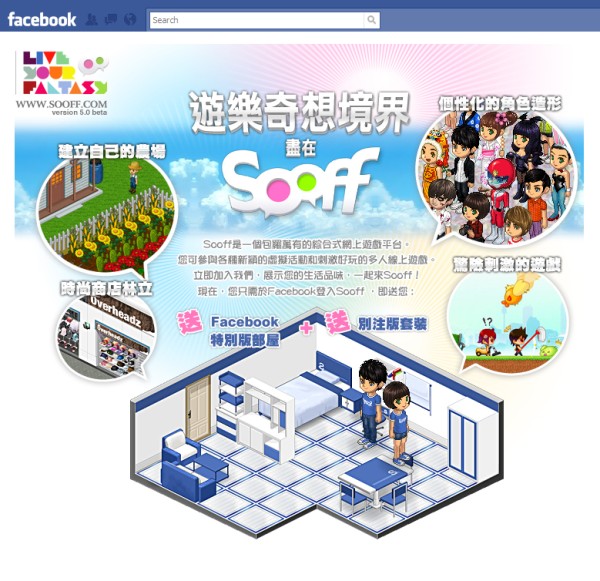 facebook
Search
LIVE
YOUR
FANTASY
WWW.SOOFF.COM
version 5.0 beta
遊樂奇想境界
盡在
Sooff
個性化的角色造形
建立自己的農場
Sooff是一個包羅萬有的綜合式網上遊戲平台。
您可參與各種新穎的虛擬活動和刺激好玩的多人線上遊戲。
立即加入我們，展示您的生活品味，一起來Sooff！
現在，您只需於Facebook登入Sooff，即送您：
驚險刺激的遊戲
時尚商店林立
Overheadz
Overheadz
送 Facebook
特別版部屋
+
送 別注版套裝
!?